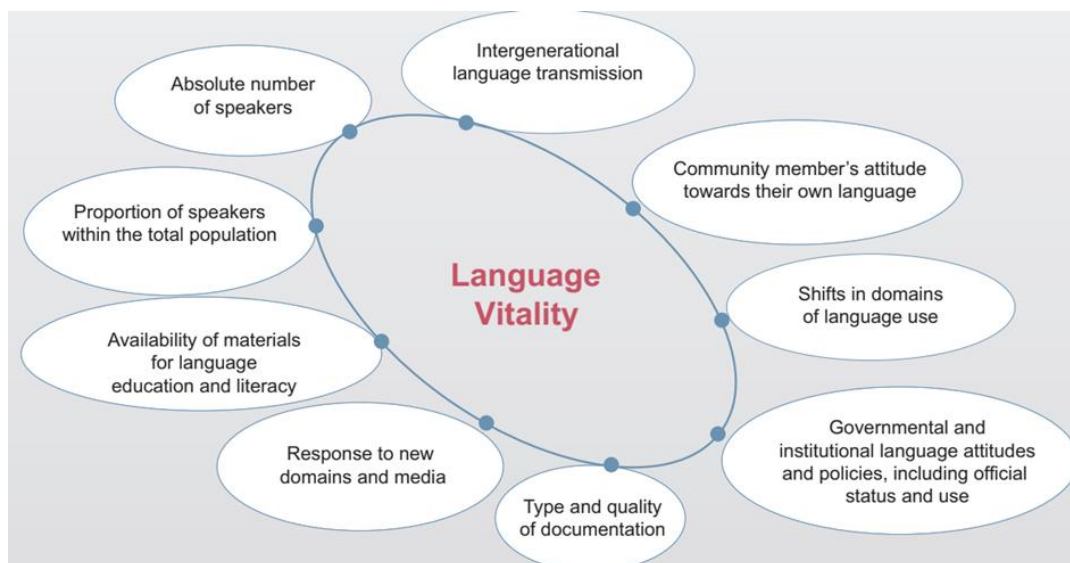 Intergenerational
language transmission
Absolute number
of speakers
Community member's attitude
towards their own language
Proportion of speakers
within the total population
Language
Vitality
Shifts in domains
of language use
Availability of materials
for language
education and literacy
Governmental and
institutional language attitudes
and policies, including official
status and use
Response to new
domains and media
Type and quality
of documentation